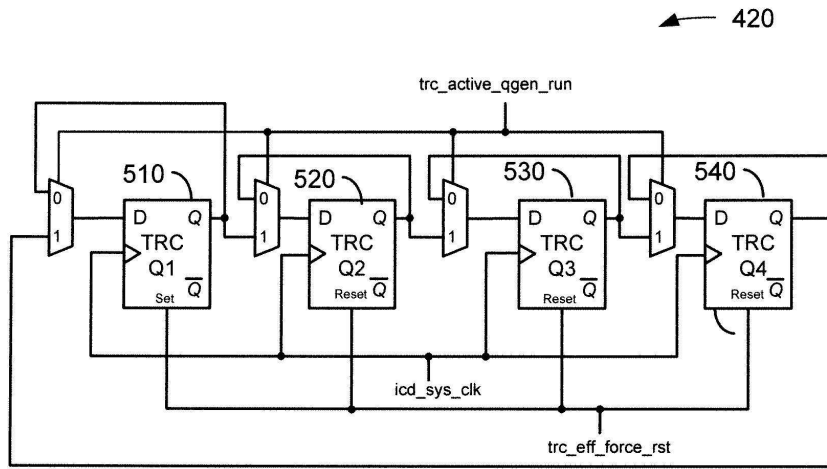 420
trc_active_qgen_run
510
520
530
540
0
1
D Q
TRC
Q1
Q
Set
0
1
D Q
TRC
Q2
Q
Reset
0
1
D Q
TRC
Q3
Q
Reset
0
1
D Q
TRC
Q4
Q
Reset
icd_sys_clk
trc_eff_force_rst